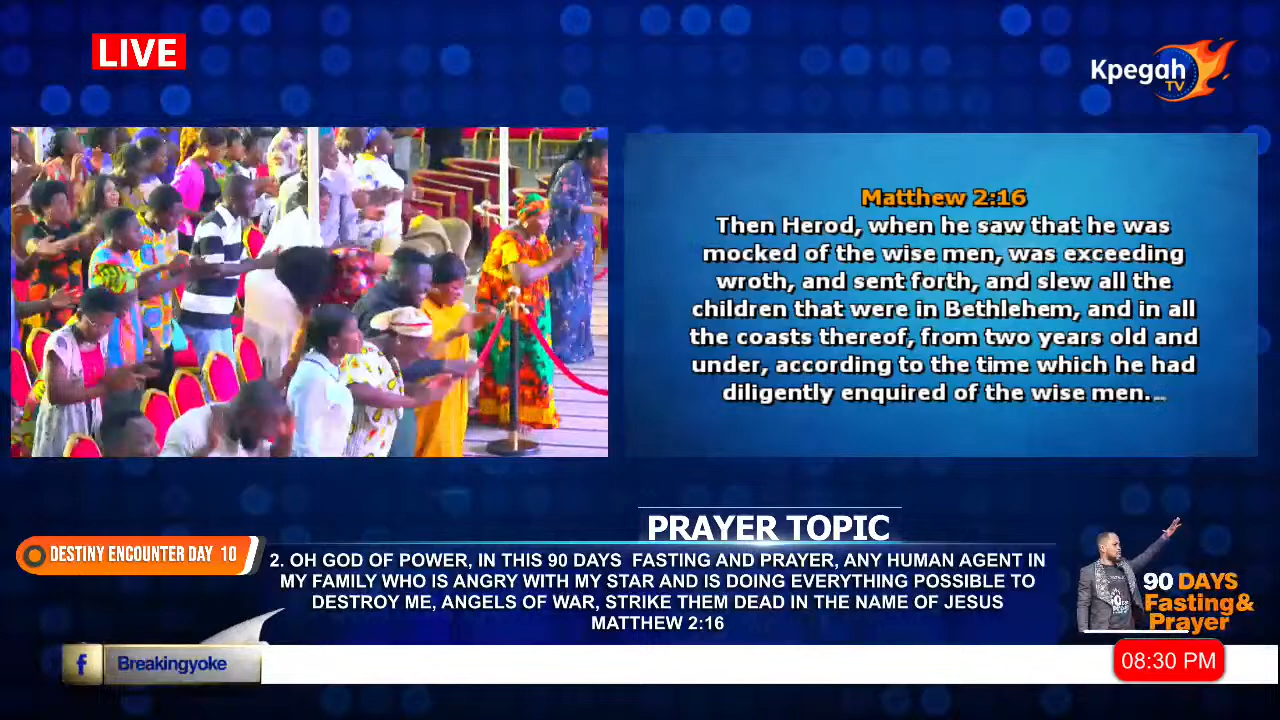 LIVE
Kpegah
TV
Matthew 2:16
Then Herod, when he saw that he was
mocked of the wise men, was exceeding
wroth, and sent forth, and slew all the
children that were in Bethlehem, and in all
the coasts thereof, from two years old and
under, according to the time which he had
diligently enquired of the wise men.
PRAYER TOPIC
DESTINY ENCOUNTER DAY 10
2. OH GOD OF POWER, IN THIS 90 DAYS FASTING AND PRAYER, ANY HUMAN AGENT IN
MY FAMILY WHO IS ANGRY WITH MY STAR AND IS DOING EVERYTHING POSSIBLE TO
DESTROY ME, ANGELS OF WAR, STRIKE THEM DEAD IN THE NAME OF JESUS
MATTHEW 2:16
90 DAYS
Fasting&
Prayer
f Breakingyoke
08:30 PM